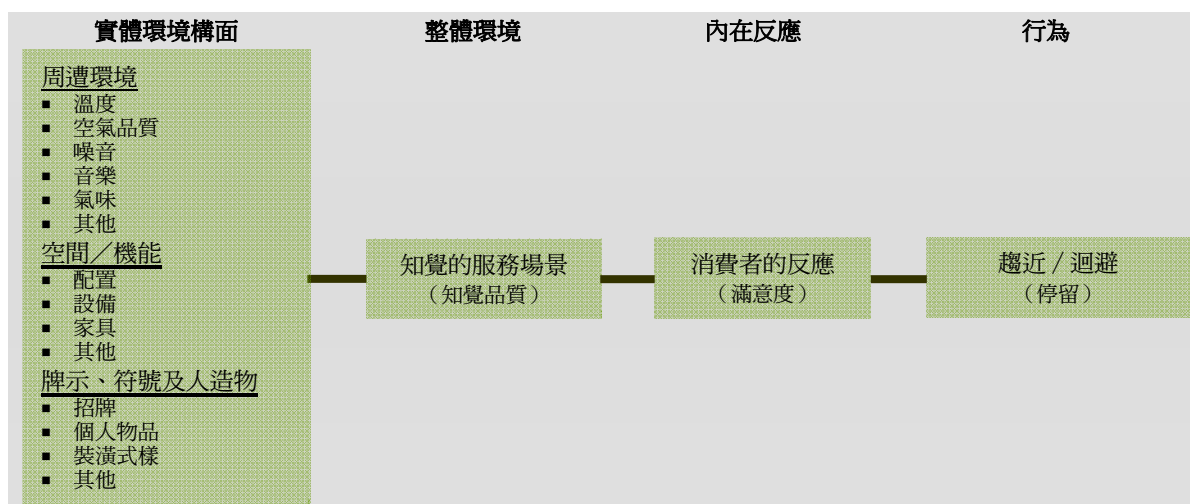 實體環境構面 整體環境 內在反應 行為
周遭環境
▪ 溫度
▪ 空氣品質
▪ 噪音
▪ 音樂
▪ 氣味
▪ 其他
空間／機能
▪ 配置
▪ 設備
▪ 家具
▪ 其他
牌示、符號及人造物
▪ 招牌
▪ 個人物品
▪ 裝潢式樣
▪ 其他
知覺的服務場景
（知覺品質）
消費者的反應
（滿意度）
趨近／迴避
（停留）